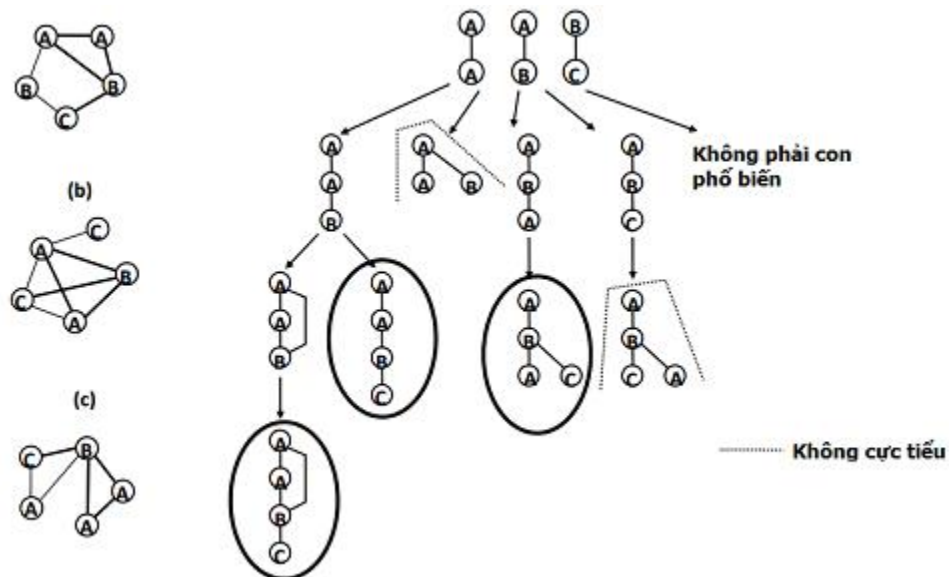 A A
B B
C
(b)
C
A
B
C
A
(c)
C B
A
A
A
A A B
A B C
A A A A
Không phải con
phổ biến
A A B B B
B A C
A A A A
A A B B
B B A C C A
C
A
A
B
C
Không cực tiểu